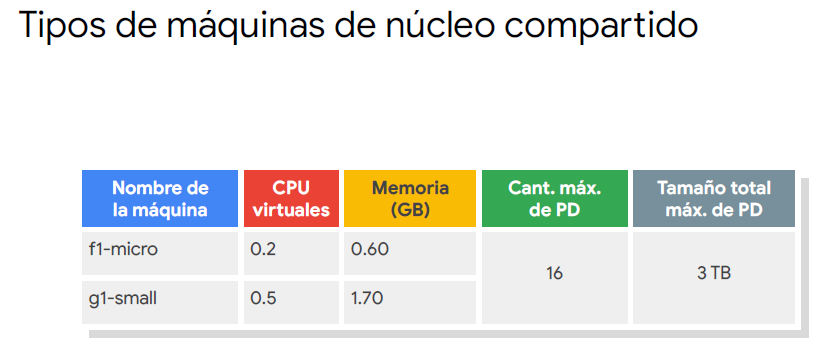 Tipos de máquinas de núcleo compartido
Nombre de la máquina CPU virtuales Memoria (GB) Cant. máx. de PD Tamaño total máx. de PD
f1-micro 0.2 0.60 16 3 TB
g1-small 0.5 1.70